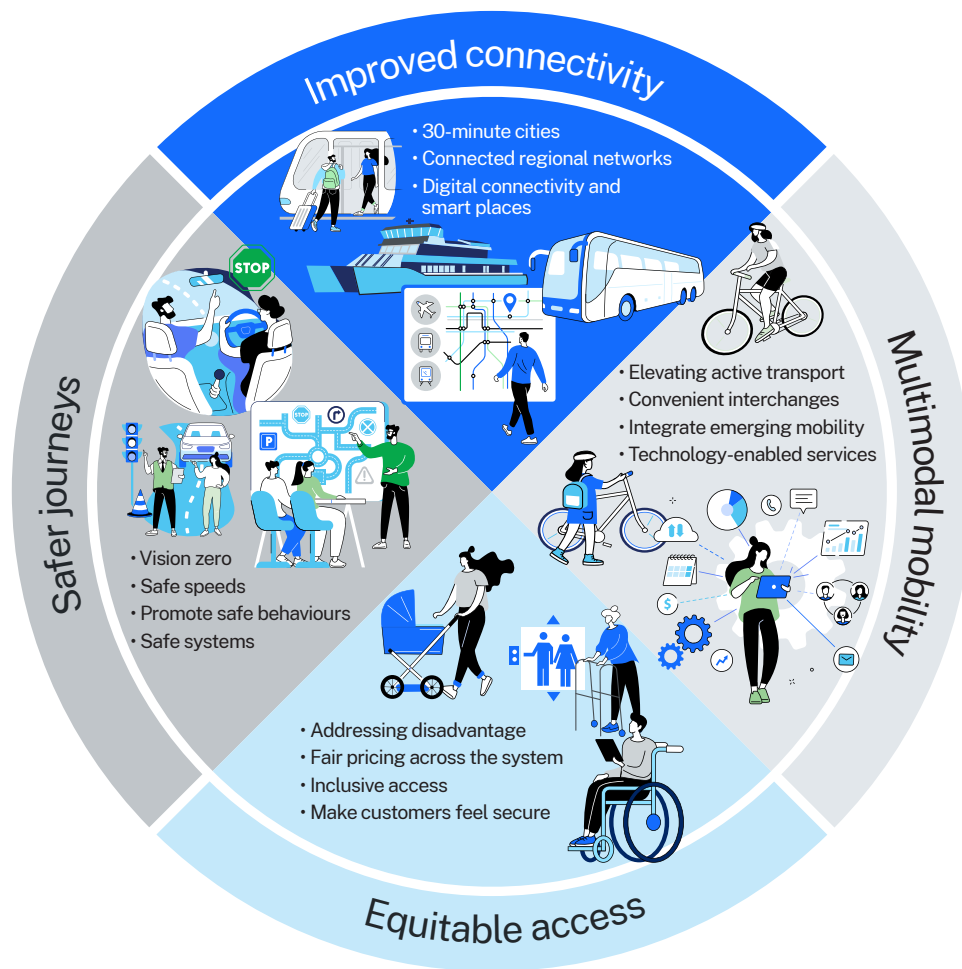 Improved connectivity
• 30-minute cities
• Connected regional networks
• Digital connectivity and
smart places
STOP
Multimodal mobility
• Elevating active transport
• Convenient interchanges
• Integrate emerging mobility
• Technology-enabled services
$
Safer journeys
STOP
P
• Vision zero
• Safe speeds
• Promote safe behaviours
• Safe systems
• Addressing disadvantage
• Fair pricing across the system
• Inclusive access
• Make customers feel secure
Equitable access